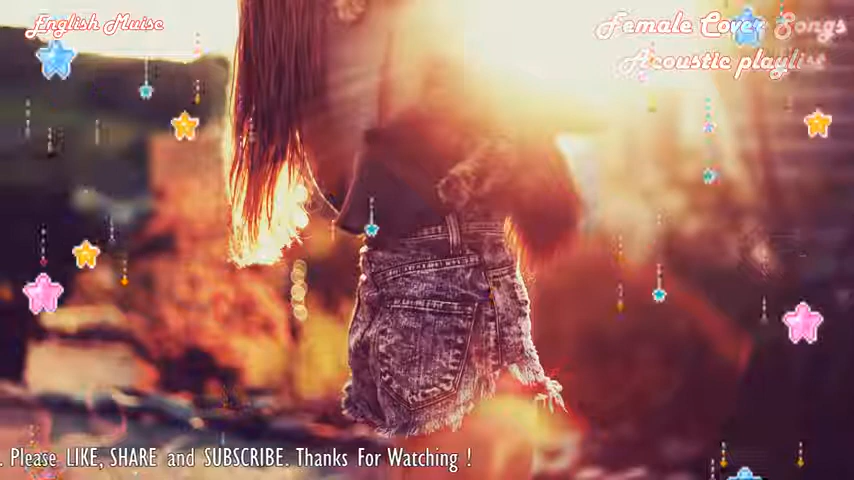 English Muisc
Female Cover Songs
Acoustic playlist
. Please LIKE, SHARE and SUBSCRIBE. Thanks For Watching !